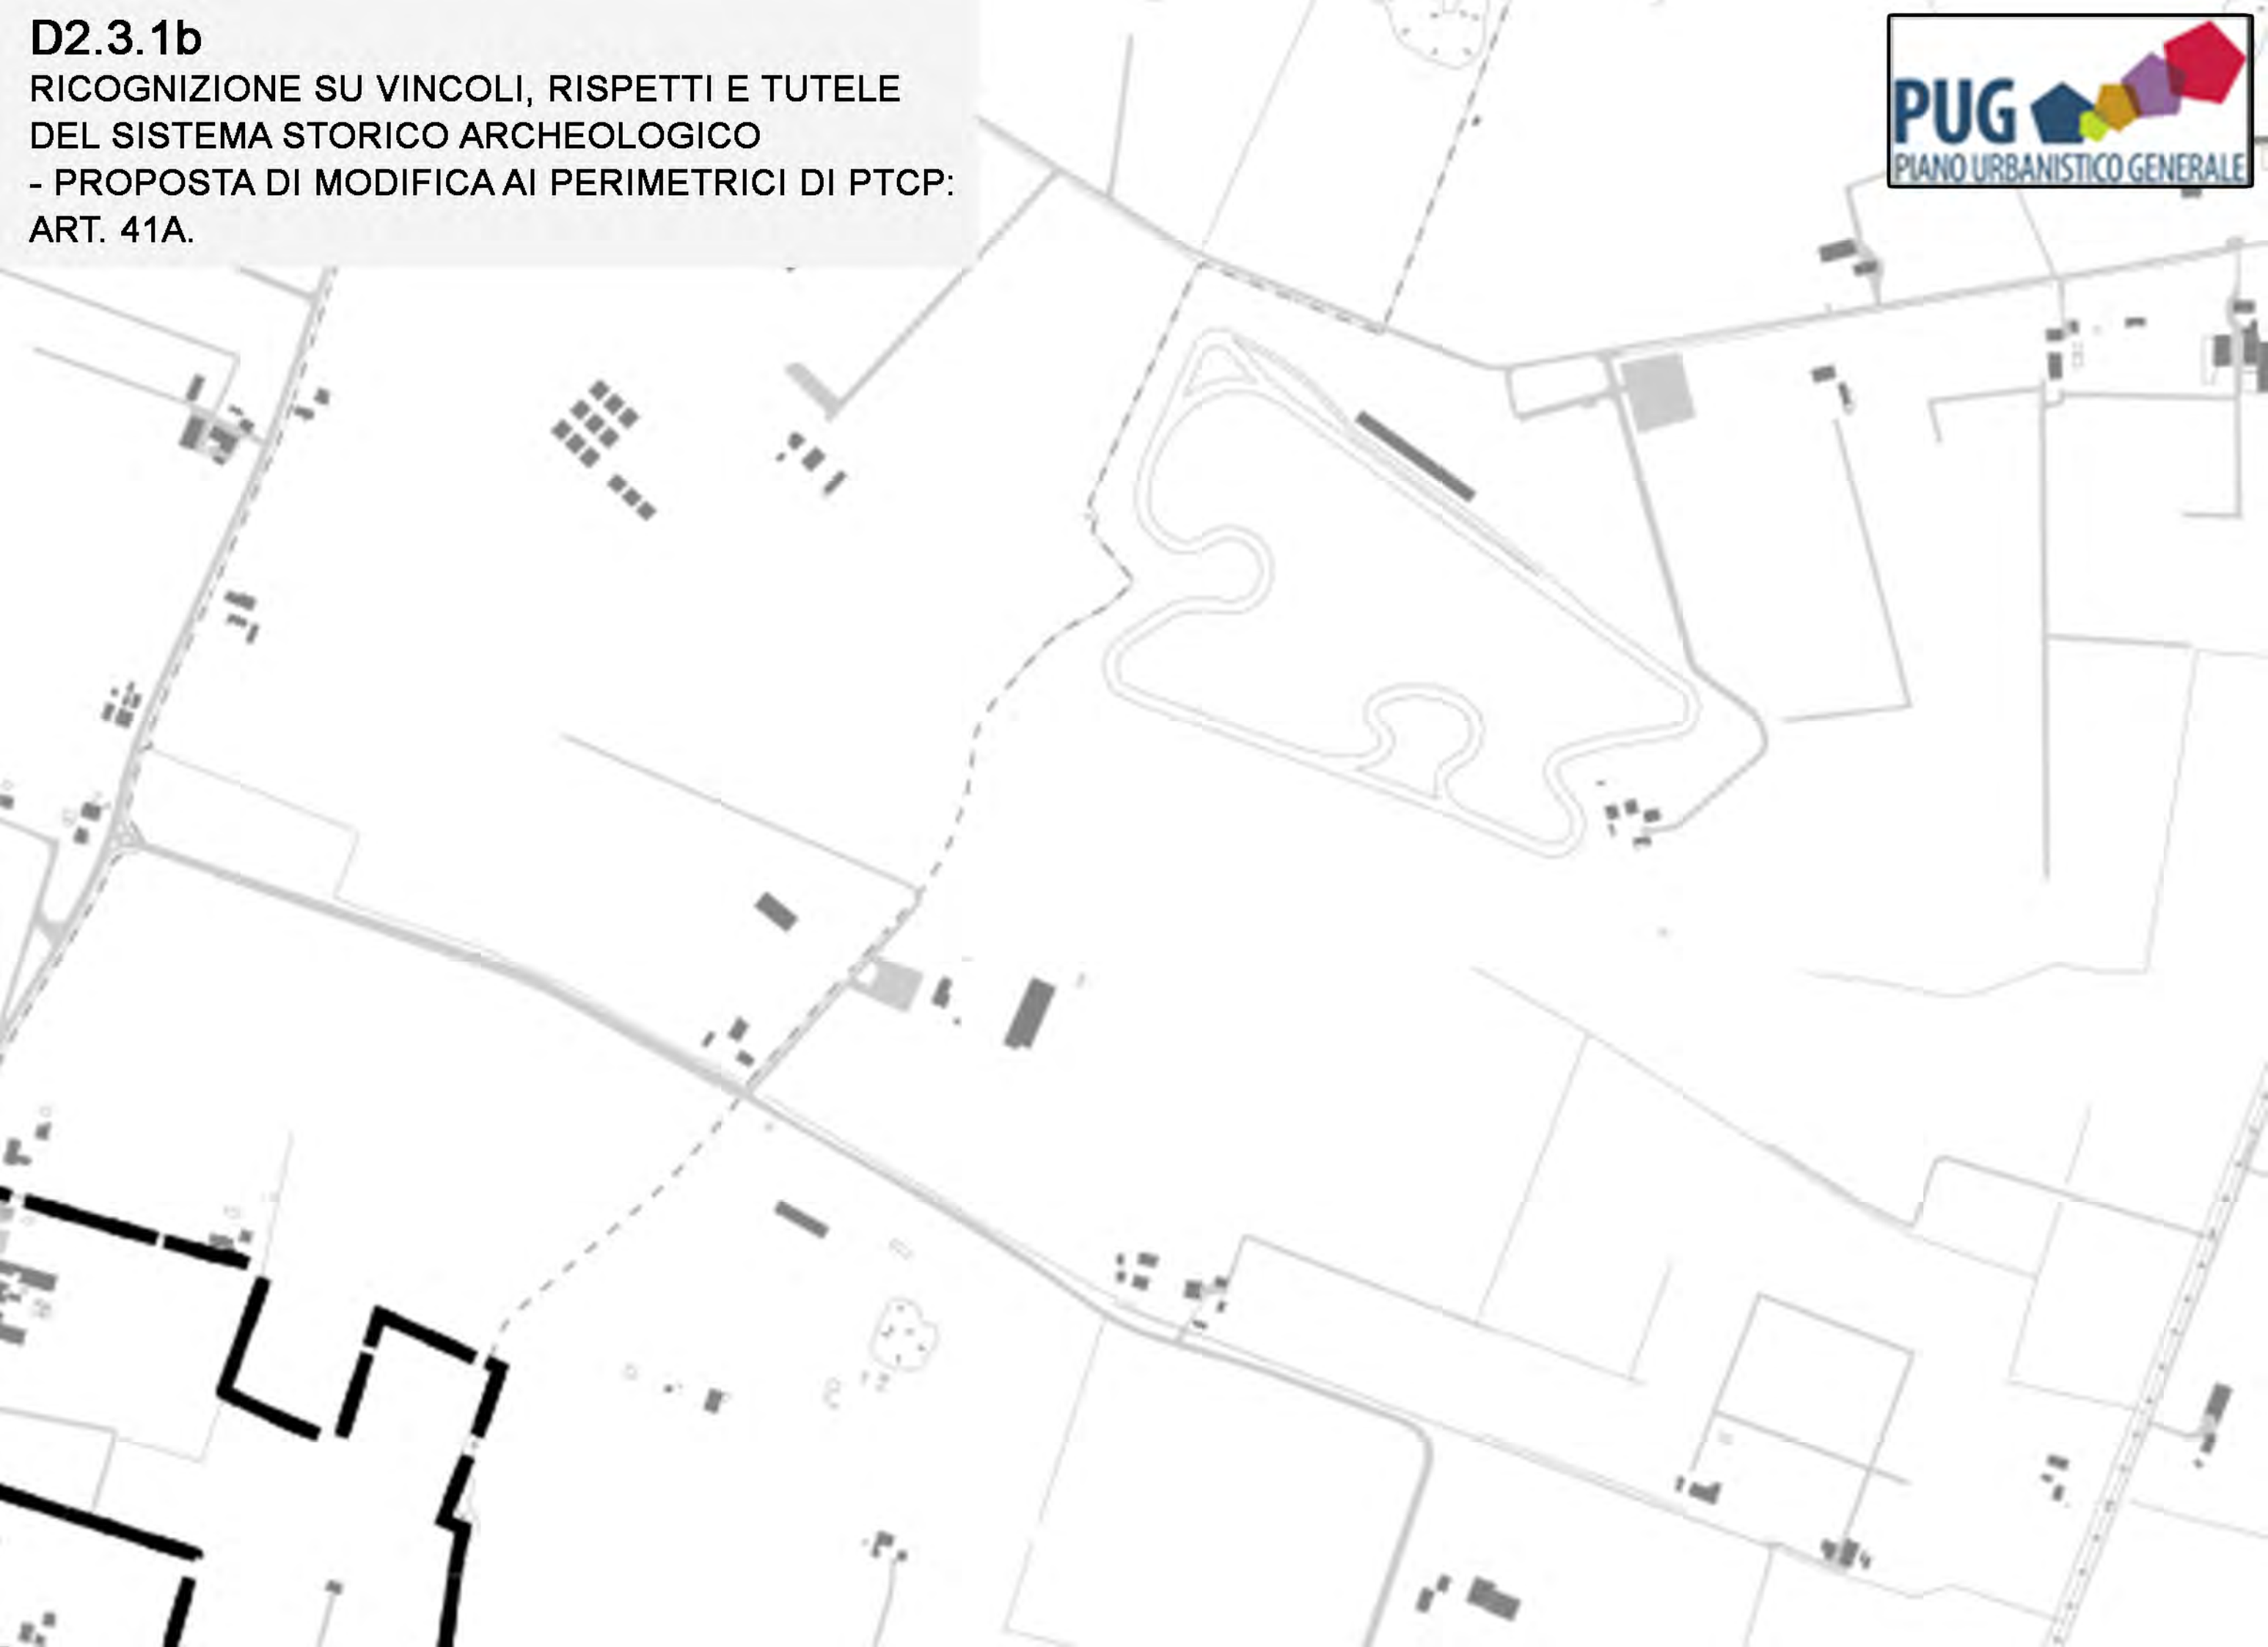 D2.3.1b
RICOGNIZIONE SU VINCOLI, RISPETTI E TUTELE
DEL SISTEMA STORICO ARCHEOLOGICO
- PROPOSTA DI MODIFICA AI PERIMETRICI DI PTCP:
ART. 41A.
PUG
PIANO URBANISTICO GENERALE